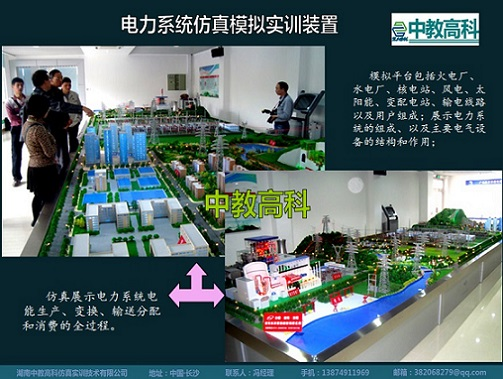 电力系统仿真模拟实训装置
中教高科
模拟平台包括火电厂、
水电厂、核电站、风电、太
阳能、变配电站、输电线路
以及用户组成；展示电力系
统的组成、以及主要电气设
备的结构和作用；
中教高科
仿真展示电力系统电
能生产、变换、输送分配
和消费的全过程。
湖南中教高科仿真实训技术有限公司 地址：中国·长沙 联系人：冯经理 手机：13874911969 邮箱：382068279@qq.com